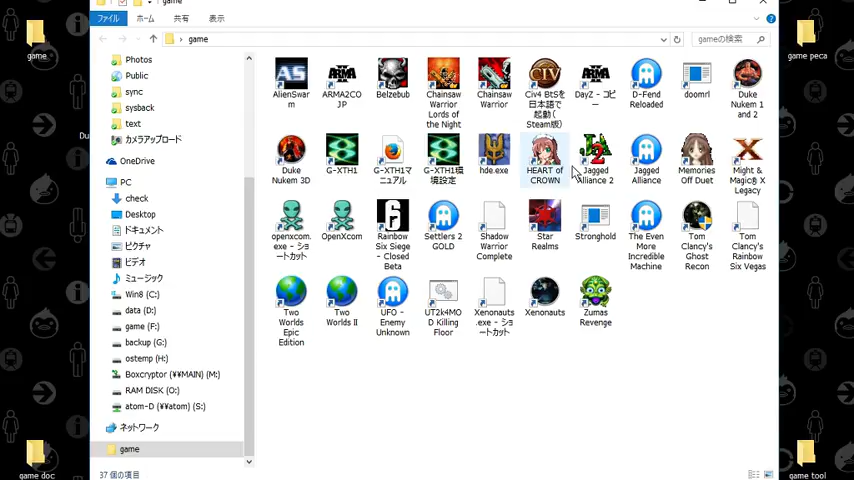 game
ファイル
ホーム
共有
表示
game
gameの検索
game
game peca
Du
Photos
Public
sync
sysback
text
カメラアップロード
OneDrive
PC
check
Desktop
ドキュメント
ピクチャ
ビデオ
ミュージック
Win8 (C:)
data (D:)
game (F:)
backup (G:)
ostemp (H:)
Boxcryptor (¥¥MAIN) (M:)
RAM DISK (O:)
atom-D (¥¥atom) (S:)
ネットワーク
game
AlienSwar
m
ARMA2CO
JP
Belzebub
Chainsaw
Warrior
Lords of
the Night
Chainsaw
Warrior
Civ4 BtSを
日本語で
起動(
Steam版)
DayZ - コピ
ー
D-Fend
Reloaded
doomrl
Duke
Nukem 1
and 2
Duke
Nukem 3D
G-XTH1
G-XTH1マ
ニュアル
G-XTH1環
境設定
hde.exe
HEART of
CROWN
Jagged
Alliance 2
Jagged
Alliance
Memories
Off Duet
Might &
Magic® X
Legacy
openxcom.
exe - ショ
ートカット
OpenXcom
Rainbow
Six Siege
- Closed
Beta
Settlers 2
GOLD
Shadow
Warrior
Complete
Star
Realms
Stronghold
The Even
More
Incredible
Machine
Tom
Clancy's
Ghost
Recon
Tom
Clancy's
Rainbow
Six Vegas
Two
Worlds
Epic
Edition
Two
Worlds II
UFO -
Enemy
Unknown
UT2k4MO
D Killing
Floor
Xenonauts
.exe - ショ
ートカット
Xenonauts
Zumas
Revenge
game doc
game tool
37 個の項目